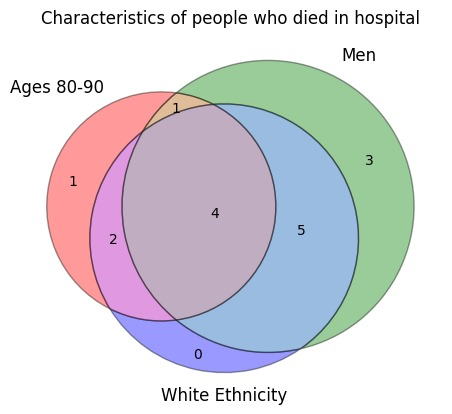 Characteristics of people who died in hospital
Men
Ages 80-90
1
3
1
4
5
2
0
White Ethnicity